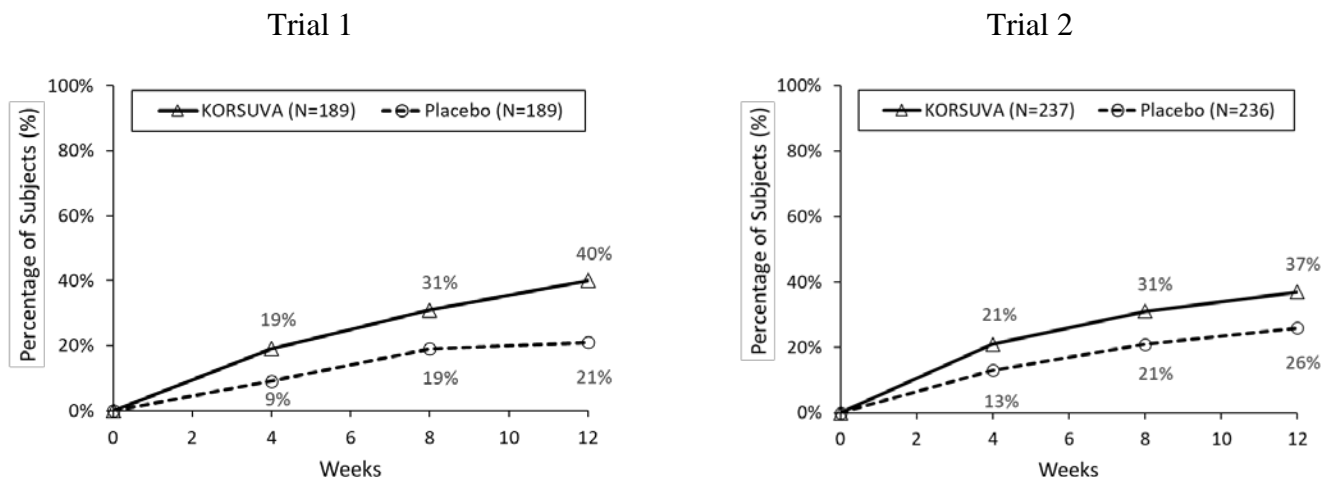 Trial 1
Percentage of Subjects (%)
100%
80%
60%
40%
20%
0%
KORSUVA (N=189) Placebo (N=189)
19%
31%
40%
9%
19%
21%
0 2 4 6 8 10 12
Weeks
Trial 2
Percentage of Subjects (%)
100%
80%
60%
40%
20%
0%
KORSUVA (N=237) Placebo (N=236)
21%
31%
37%
13%
21%
26%
0 2 4 6 8 10 12
Weeks